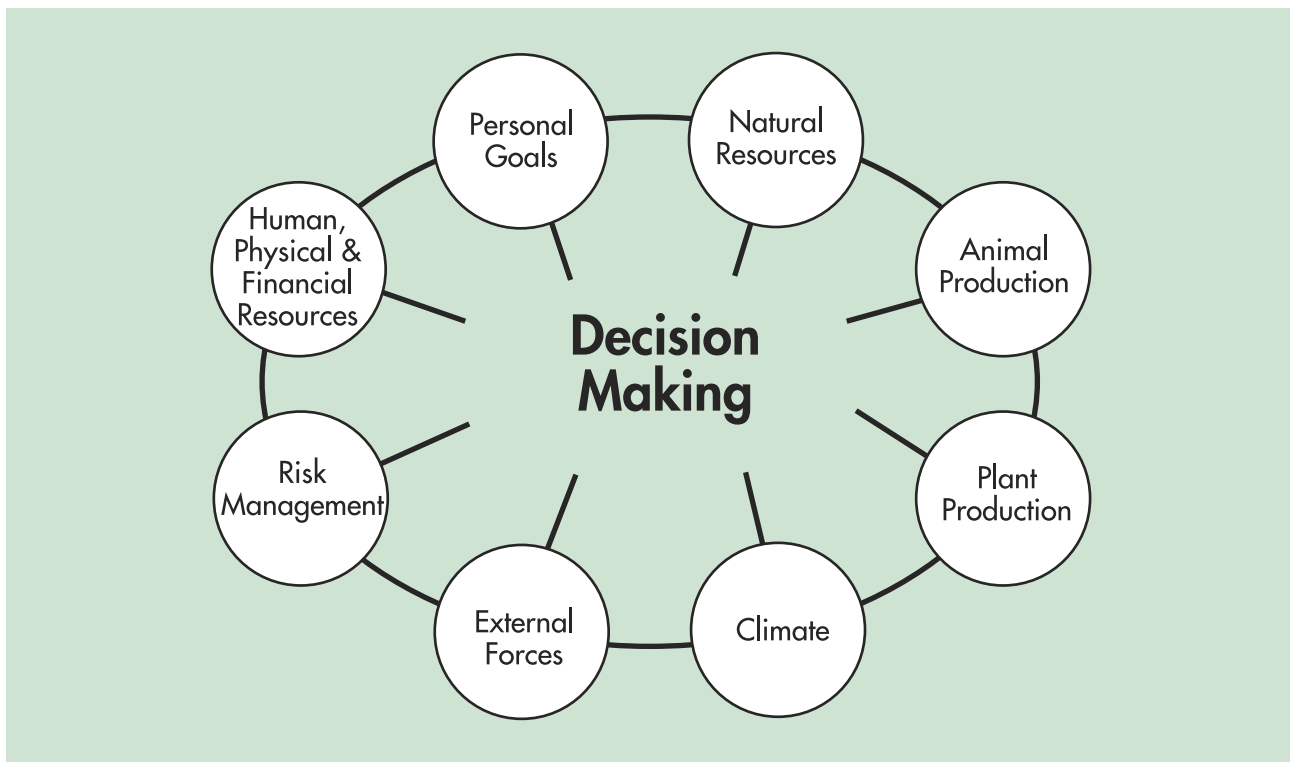 Personal
Goals
Natural
Resources
Human,
Physical &
Financial
Resources
Animal
Production
Decision
Making
Risk
Management
Plant
Production
External
Forces
Climate